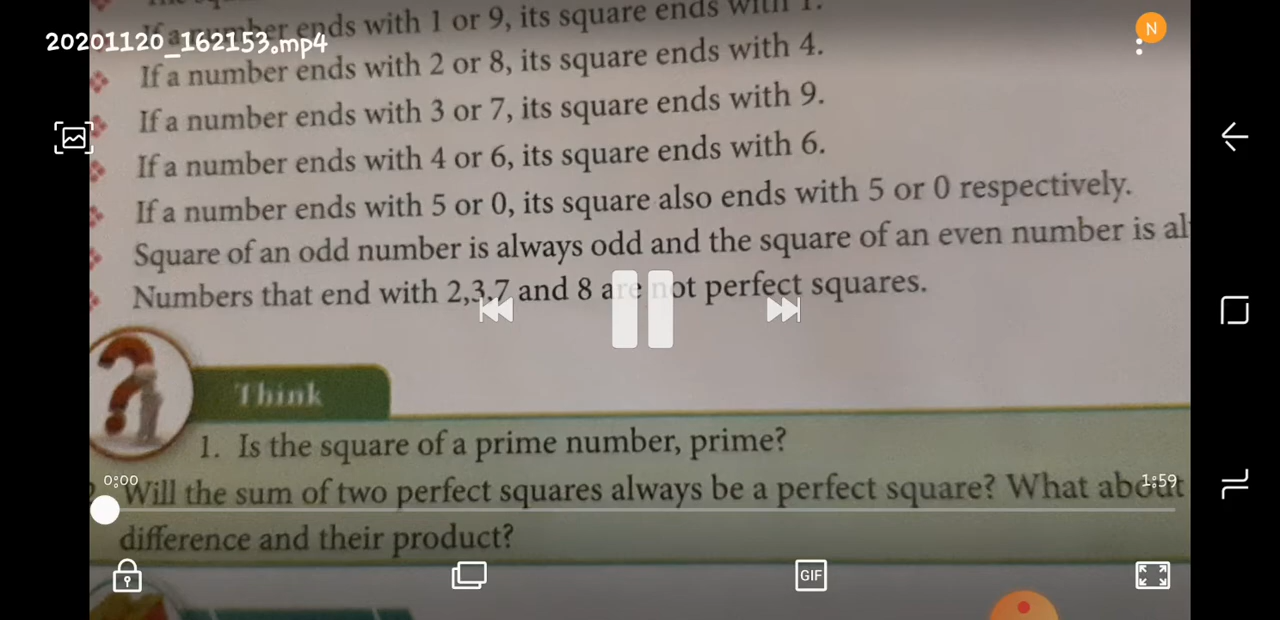 If a number ends with 1 or 9, its square ends with 1.
20201120_162153.mp4
N
If a number ends with 2 or 8, its square ends with 4.
If a number ends with 3 or 7, its square ends with 9.
If a number ends with 4 or 6, its square ends with 6.
If a number ends with 5 or 0, its square also ends with 5 or 0 respectively.
Square of an odd number is always odd and the square of an even number is al
Numbers that end with 2,3,7 and 8 are not perfect squares.
Think
1. Is the square of a prime number, prime?
0:00
1:59
Will the sum of two perfect squares always be a perfect square? What about
difference and their product?
GIF